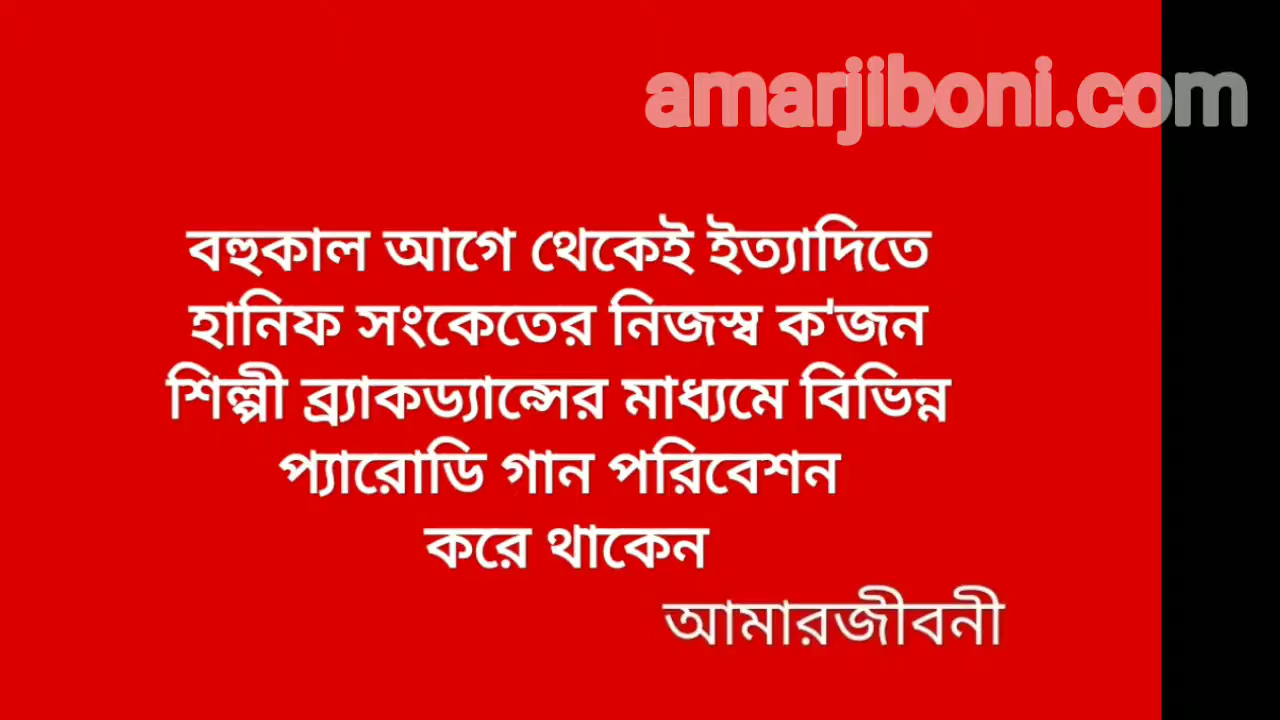 amarjiboni.com
বহুকাল আগে থেকেই ইত্যাদিতে
হানিফ সংকেতের নিজস্ব ক'জন
শিল্পী ব্র্যাকড্যান্সের মাধ্যমে বিভিন্ন
প্যারোডি গান পরিবেশন
করে থাকেন
আমারজীবনী